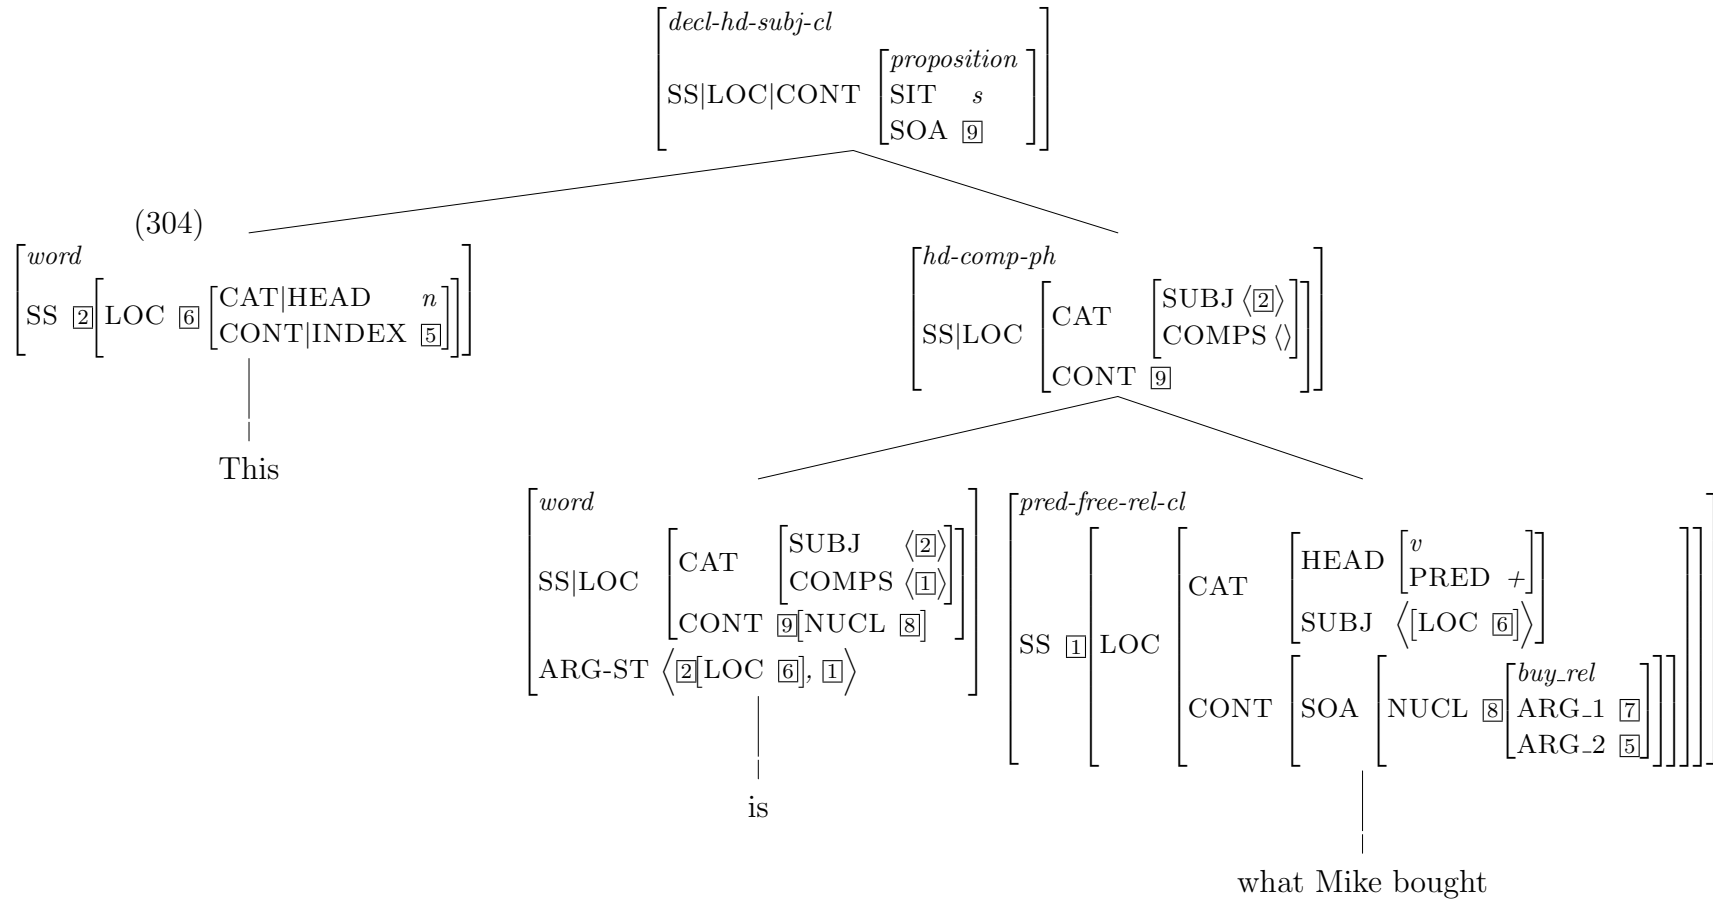 decl-hd-subj-cl
SS|LOC|CONT
proposition
SIT s
SOA 9
(304)
word
SS 2 LOC 6
CAT|HEAD n
CONT|INDEX 5
This
hd-comp-ph
SS|LOC
CAT
SUBJ ⟨2⟩
COMPS ⟨⟩
CONT 9
word
SS|LOC
CAT
SUBJ ⟨2⟩
COMPS ⟨1⟩
CONT 9[NUCL 8]
ARG-ST ⟨2[LOC 6], 1⟩
is
pred-free-rel-cl
SS 1 LOC
CAT
HEAD
v
PRED +
SUBJ ⟨[LOC 6]⟩
CONT SOA NUCL 8
buy_rel
ARG_1 7
ARG_2 5
what Mike bought